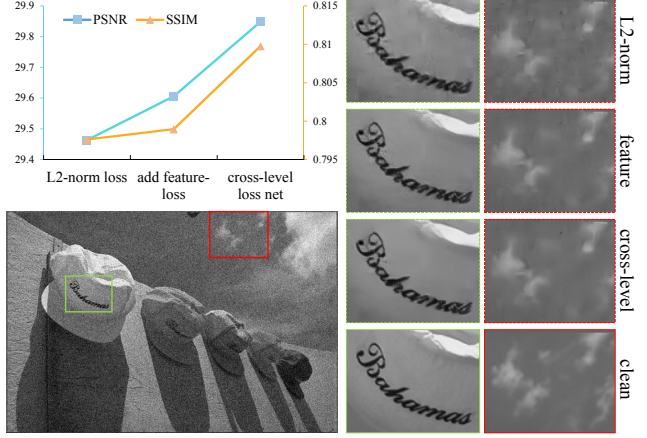 29.9
29.8
29.7
29.6
29.5
29.4
PSNR
SSIM
0.815
0.81
0.805
0.8
0.795
L2-norm loss
add feature-
loss
cross-level
loss net
Bahamas
Bahamas
L2-norm
Bahamas
feature
Bahamas
cross-level
Bahamas
clean